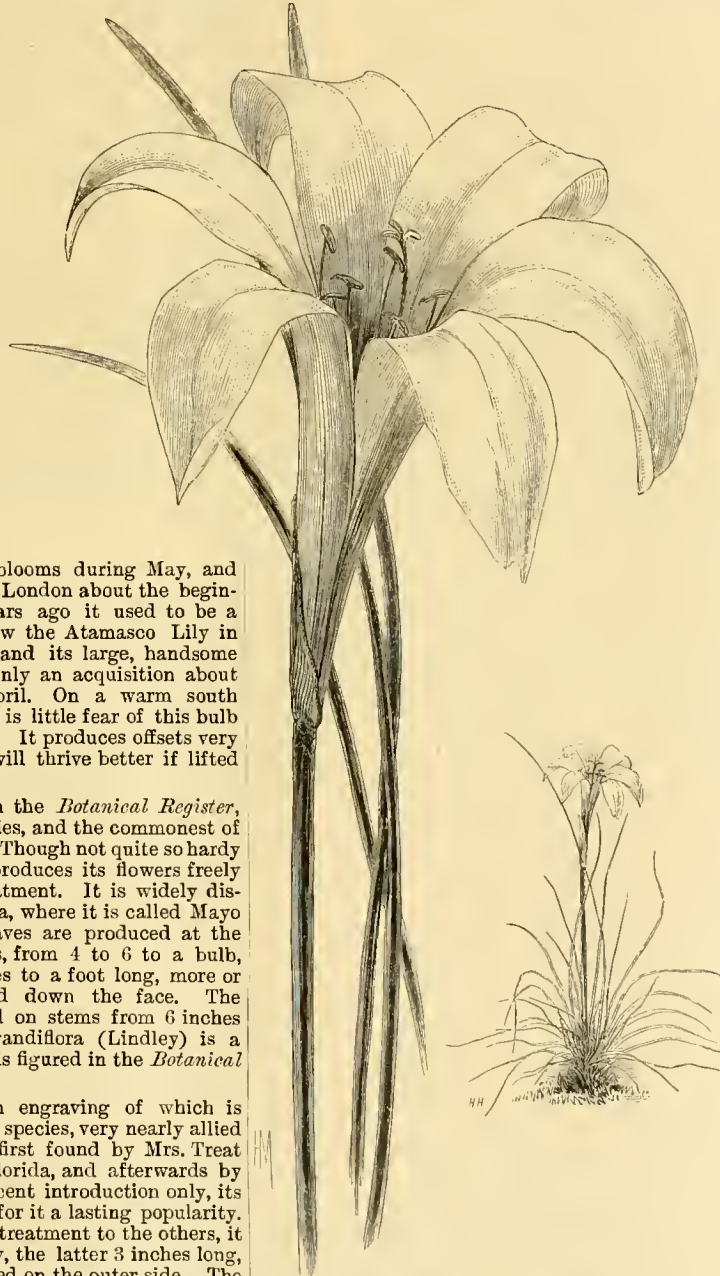 blooms during May, and
London about the begin-
ars ago it used to be a
w the Atamasco Lily in
and its large, handsome
nly an acquisition about
pril. On a warm south
is little fear of this bulb
It produces offsets very
will thrive better if lifted
n the Botanical Register,
ies, and the commonest of
Though not quite so hardy
produces its flowers freely
atment. It is widely dis-
a, where it is called Mayo
aves are produced at the
s, from 4 to 6 to a bulb,
es to a foot long, more or
d down the face. The
d on stems from 6 inches
randiflora (Lindley) is a
as figured in the Botanical
n engraving of which is
species, very nearly allied
first found by Mrs. Treat
lorida, and afterwards by
cent introduction only, its
for it a lasting popularity.
treatment to the others, it
y, the latter 3 inches long,
ed on the outer side. The
HH